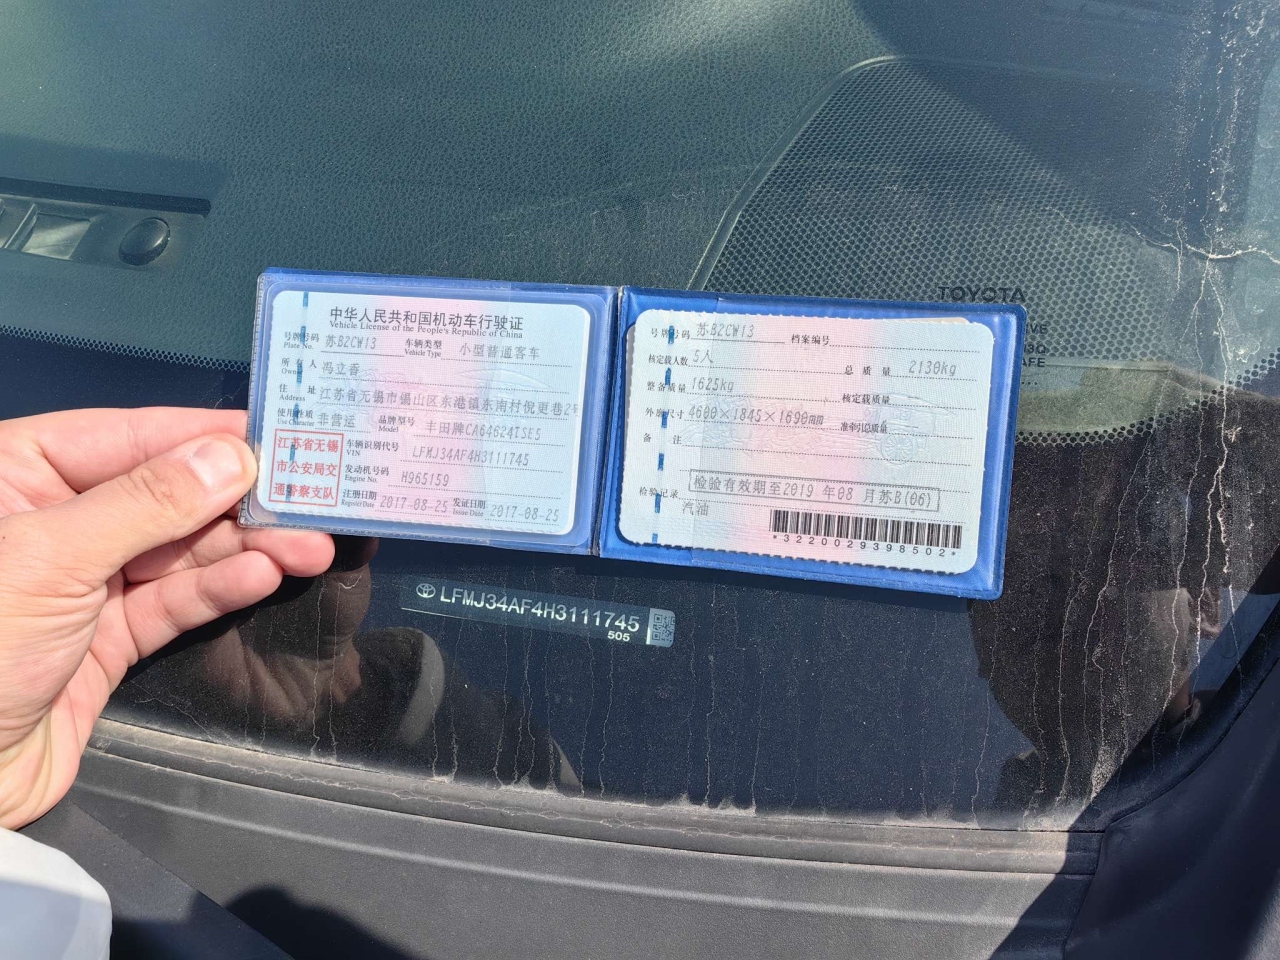 中华人民共和国机动车行驶证
Vehicle License of the People's Republic of China
号牌号码 苏B2CW13 车辆类型 小型普通客车
Plate No. Vehicle Type
所有人 冯立香
Owner
住址 江苏省无锡市锡山区东港镇东南村倪更巷2号
Address
使用性质 非营运 品牌型号 丰田牌CA64624TSE5
Use Character Model
江苏省无锡
市公安局交
通警察支队
车辆识别代号 LFMJ34AF4H3111745
VIN
发动机号码 H965159
Engine No.
注册日期 2017-08-25 发证日期 2017-08-25
Register Date Issue Date
号牌号码 苏B2CW13 档案编号
核定载人数 5人 总质量 2130kg
整备质量 1625kg 核定载质量
外廓尺寸 4600×1845×1690mm 准牵引总质量
备注
检验有效期至2019 年08 月苏B(06)
检验记录
汽油
*3220029398502*
TOYOTA
LFMJ34AF4H3111745
505